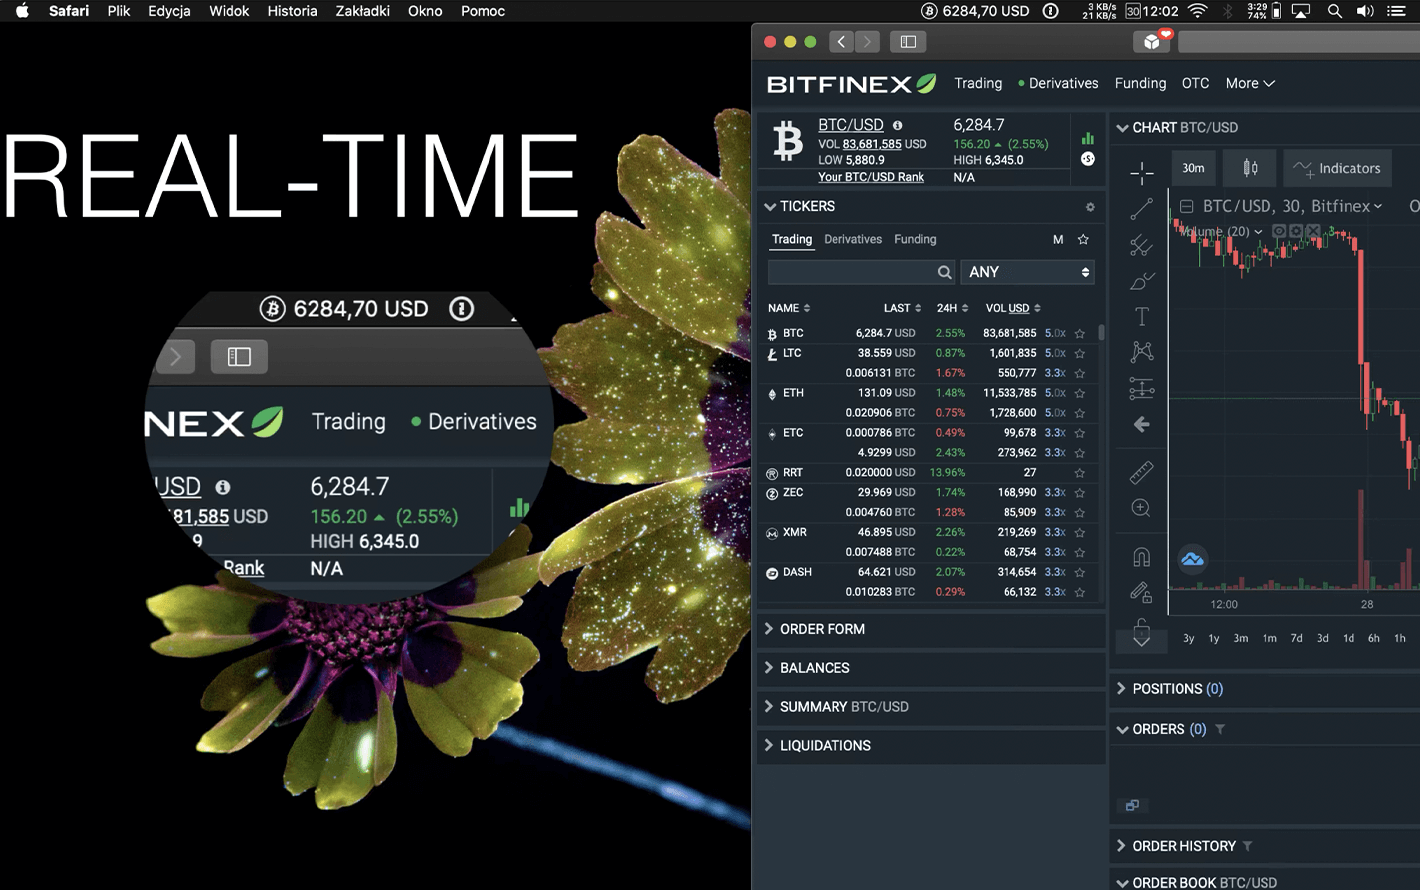 Safari Plik Edycja Widok Historia Zakładki Okno Pomoc
6284,70 USD
3 KB/s
21 KB/s
30 12:02
3:29
74%
REAL-TIME
6284,70 USD
NEX Trading Derivatives
USD 6,284.7
81,585 USD 156.20 (2.55%)
9 HIGH 6,345.0
Rank N/A
BITFINEX Trading Derivatives Funding OTC More
BTC/USD 6,284.7
VOL 83,681,585 USD 156.20 (2.55%)
LOW 5,880.9 HIGH 6,345.0
Your BTC/USD Rank N/A
TICKERS
Trading Derivatives Funding M
ANY
NAME LAST 24H VOL USD
BTC 6,284.7 USD 2.55% 83,681,585 5.0x
LTC 38.559 USD 0.87% 1,601,835 5.0x
0.006131 BTC 1.67% 550,777 3.3x
ETH 131.09 USD 1.48% 11,533,785 5.0x
0.020906 BTC 0.75% 1,728,600 5.0x
ETC 0.000786 BTC 0.49% 99,678 3.3x
4.9299 USD 2.43% 273,962 3.3x
RRT 0.020000 USD 13.96% 27
ZEC 29.969 USD 1.74% 168,990 3.3x
0.004760 BTC 1.28% 85,909 3.3x
XMR 46.895 USD 2.26% 219,269 3.3x
0.007488 BTC 0.22% 68,754 3.3x
DASH 64.621 USD 2.07% 314,654 3.3x
0.010283 BTC 0.29% 66,132 3.3x
ORDER FORM
BALANCES
SUMMARY BTC/USD
LIQUIDATIONS
CHART BTC/USD
30m Indicators
BTC/USD, 30, Bitfinex O
Volume (20) 3
12:00 28
3y 1y 3m 1m 7d 3d 1d 6h 1h
POSITIONS (0)
ORDERS (0)
ORDER HISTORY
ORDER BOOK BTC/USD